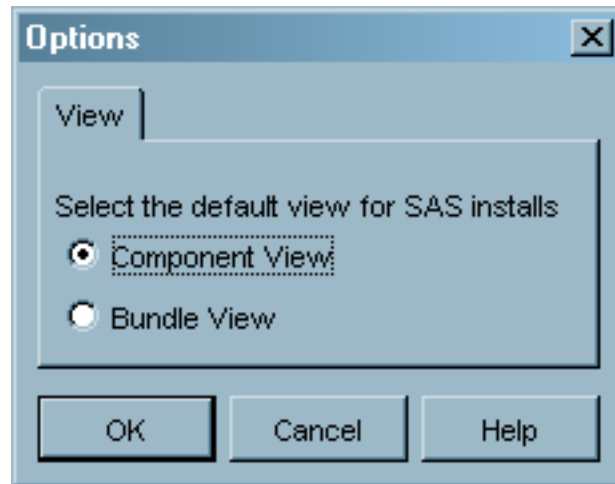 Options
View
Select the default view for SAS installs
Component View
Bundle View
OK
Cancel
Help